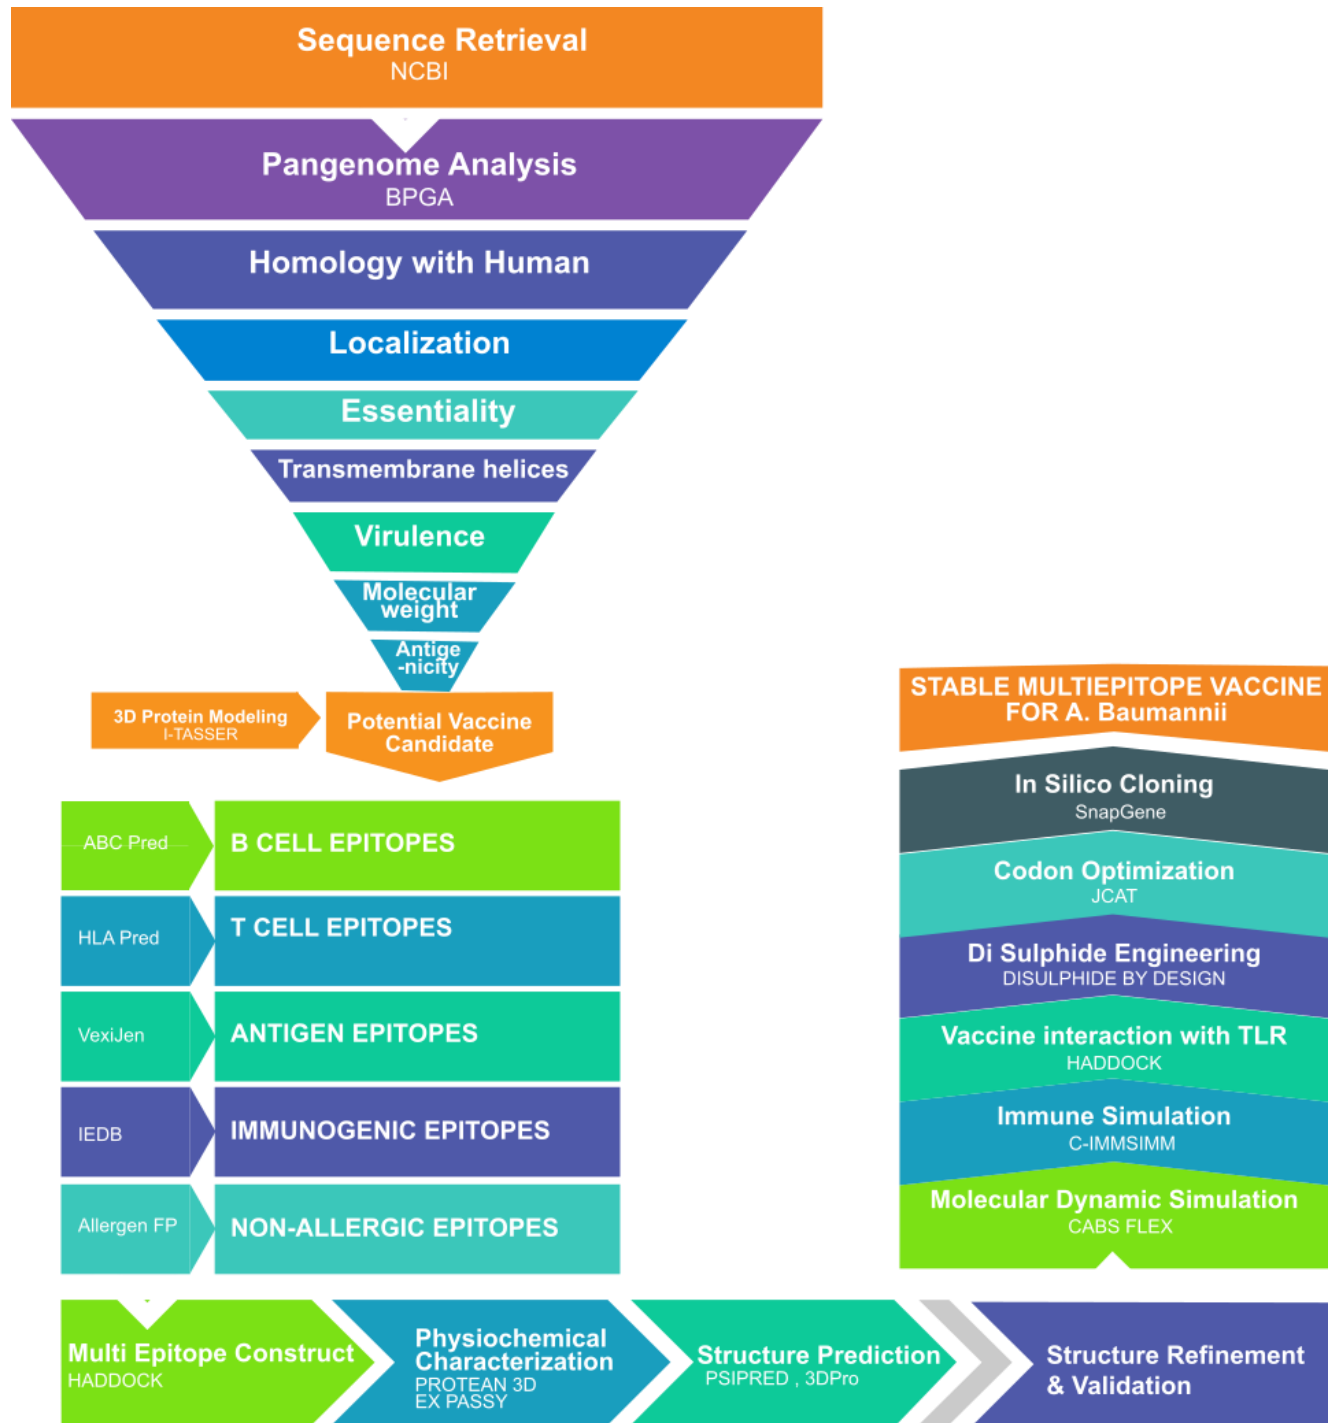 Sequence Retrieval
NCBI
Pangenome Analysis
BPGA
Homology with Human
Localization
Essentiality
Transmembrane helices
Virulence
Molecular
weight
Antige
-nicity
3D Protein Modeling
I-TASSER
Potential Vaccine
Candidate
ABC Pred
B CELL EPITOPES
HLA Pred
T CELL EPITOPES
VexiJen
ANTIGEN EPITOPES
IEDB
IMMUNOGENIC EPITOPES
Allergen FP
NON-ALLERGIC EPITOPES
Multi Epitope Construct
HADDOCK
Physiochemical
Characterization
PROTEAN 3D
EX PASSY
Structure Prediction
PSIPRED , 3DPro
Structure Refinement
& Validation
STABLE MULTIEPITOPE VACCINE
FOR A. Baumannii
In Silico Cloning
SnapGene
Codon Optimization
JCAT
Di Sulphide Engineering
DISULPHIDE BY DESIGN
Vaccine interaction with TLR
HADDOCK
Immune Simulation
C-IMMSIMM
Molecular Dynamic Simulation
CABS FLEX